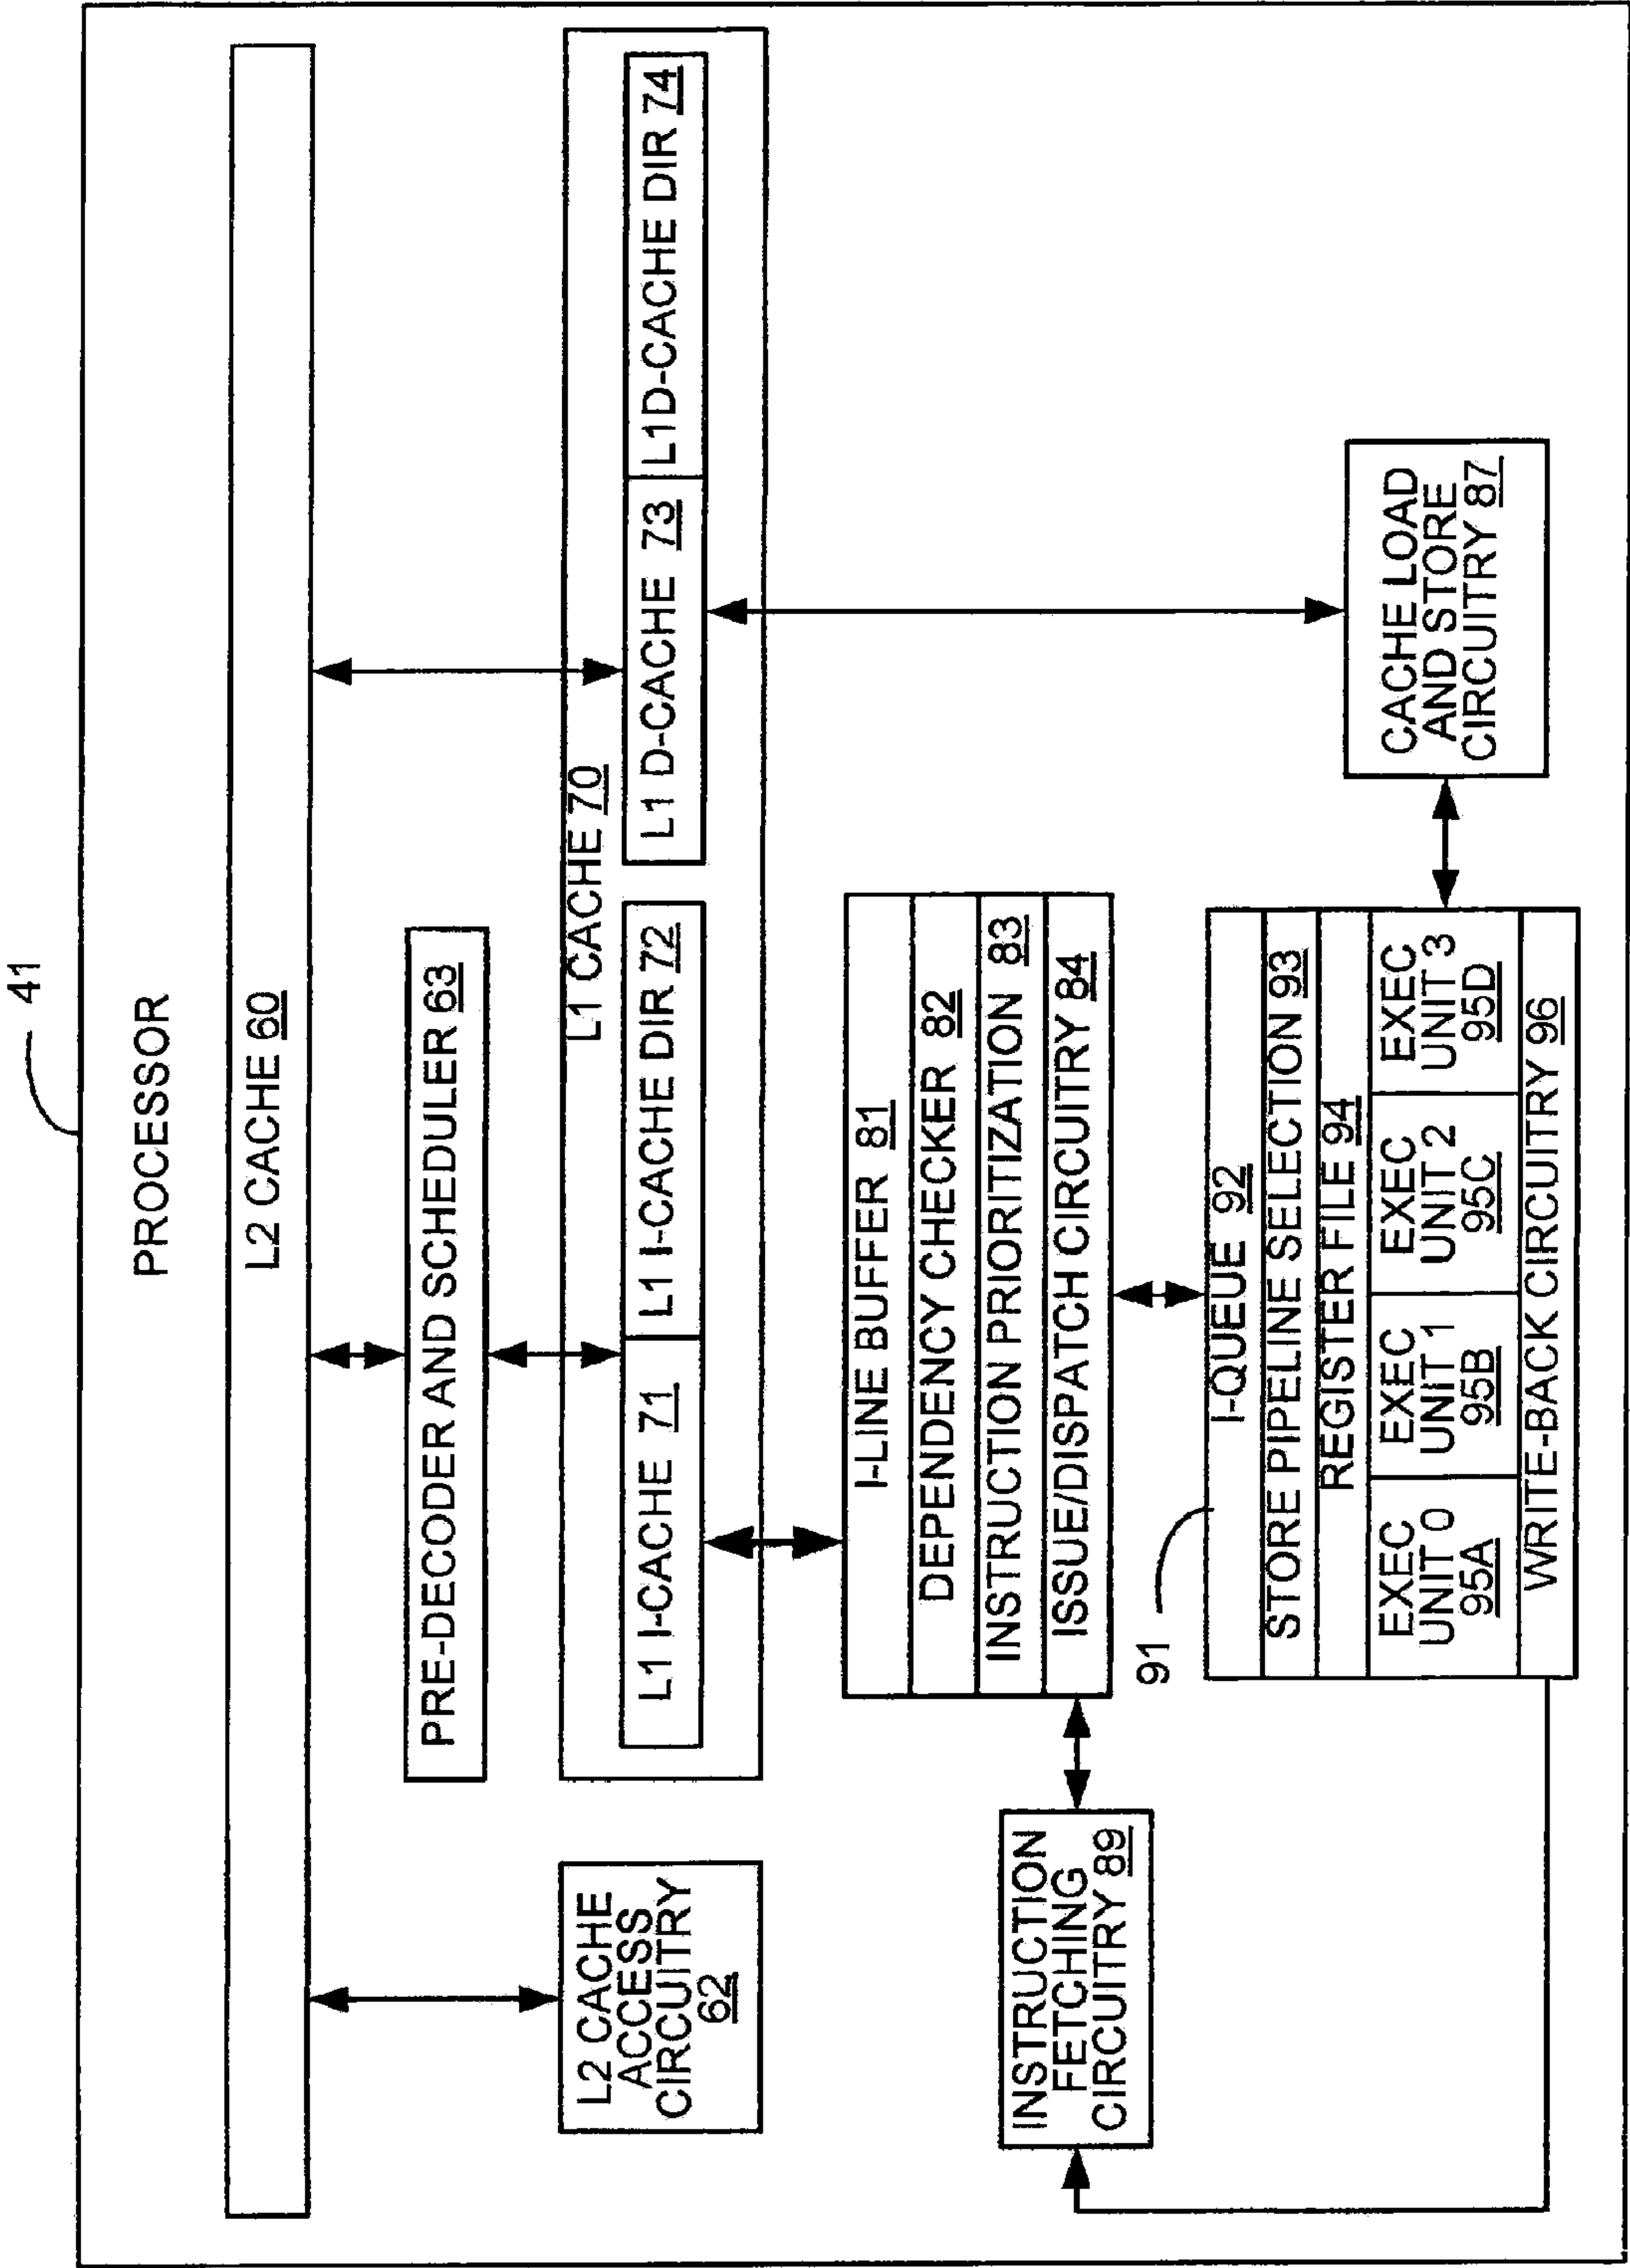 41
PROCESSOR
L2 CACHE 60
PRE-DECODER AND SCHEDULER 63
L2 CACHE
ACCESS
CIRCUITRY
62
L1 CACHE 70
L1 I-CACHE 71
L1 I-CACHE DIR 72
L1 D-CACHE 73
L1D-CACHE DIR 74
I-LINE BUFFER 81
DEPENDENCY CHECKER 82
INSTRUCTION PRIORITIZATION 83
ISSUE/DISPATCH CIRCUITRY 84
INSTRUCTION
FETCHING
CIRCUITRY 89
91
I-QUEUE 92
STORE PIPELINE SELECTION 93
REGISTER FILE 94
EXEC
UNIT 0
95A
EXEC
UNIT 1
95B
EXEC
UNIT 2
95C
EXEC
UNIT 3
95D
WRITE-BACK CIRCUITRY 96
CACHE LOAD
AND STORE
CIRCUITRY 87